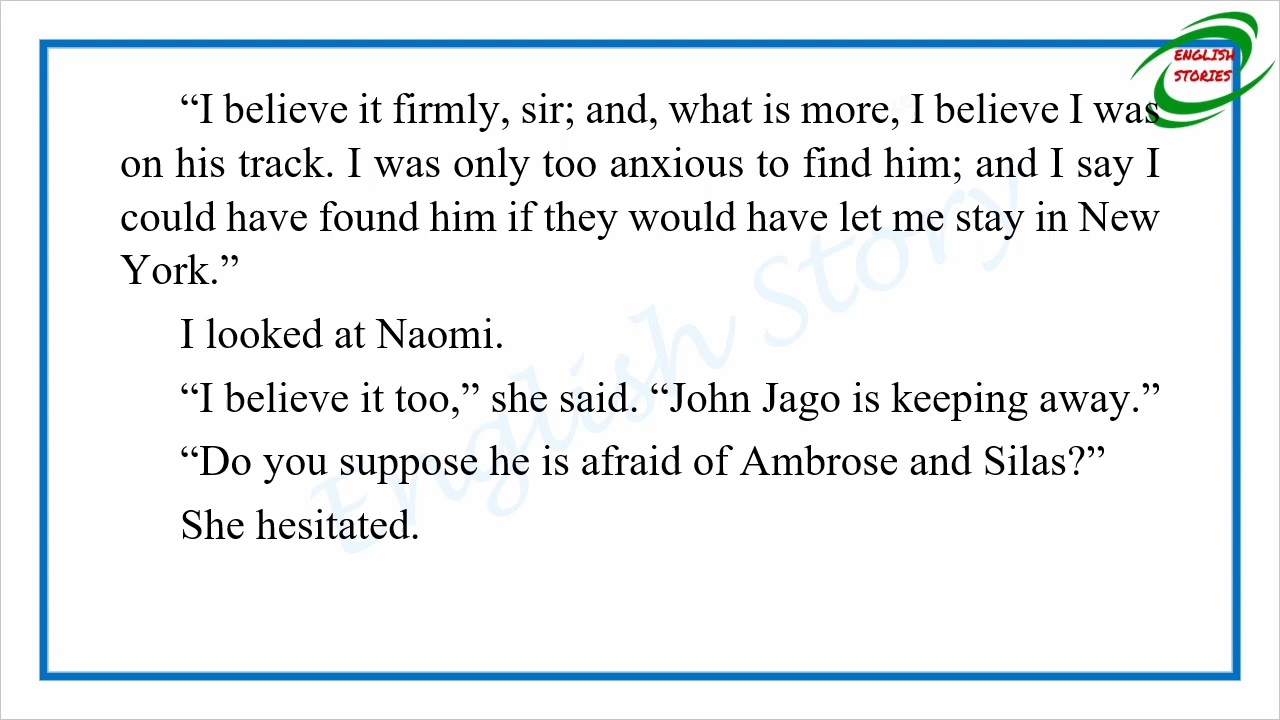 ENGLISH
STORIES
“I believe it firmly, sir; and, what is more, I believe I was
on his track. I was only too anxious to find him; and I say I
could have found him if they would have let me stay in New
York.”
I looked at Naomi.
“I believe it too,” she said. “John Jago is keeping away.”
“Do you suppose he is afraid of Ambrose and Silas?”
She hesitated.
English Story